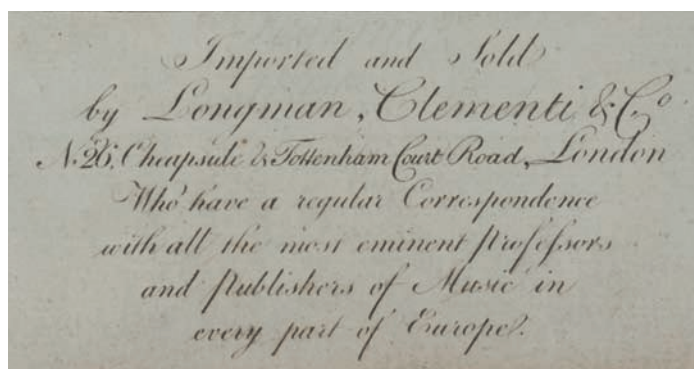 Imported and Sold
by Longman, Clementi & Co.
No. 26, Cheapside & Tottenham Court Road, London
Who have a regular Correspondence
with all the most eminent Professors
and Publishers of Music in
every part of Europe.